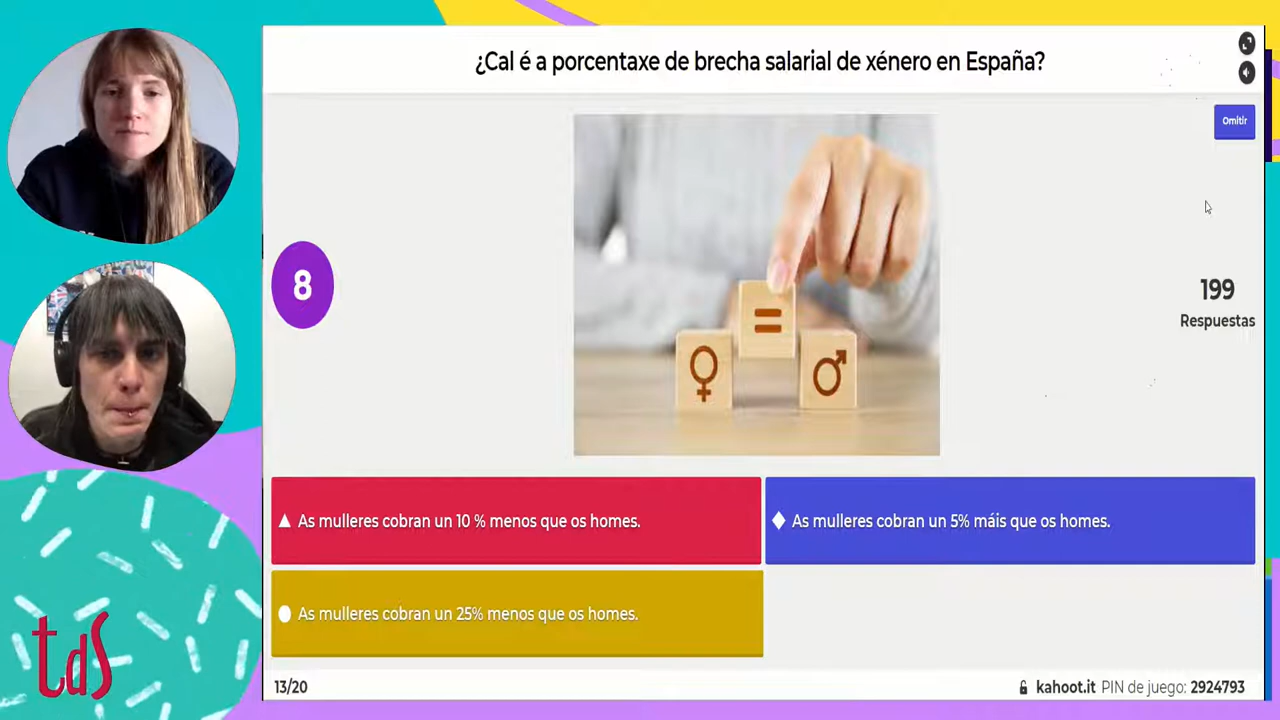 ¿Cal é a porcentaxe de brecha salarial de xénero en España?
Omitir
8
199
Respuestas
As mulleres cobran un 10 % menos que os homes.
As mulleres cobran un 5% máis que os homes.
As mulleres cobran un 25% menos que os homes.
tdS
13/20
kahoot.it PIN de juego: 2924793